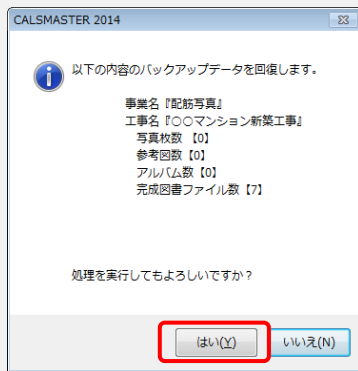 CALSMASTER 2014
以下の内容のバックアップデータを回復します。
事業名『配筋写真』
工事名『○○マンション新築工事』
写真枚数 【0】
参考図数【0】
アルバム数【0】
完成図書ファイル数【7】
処理を実行してもよろしいですか？
はい(Y) いいえ(N)